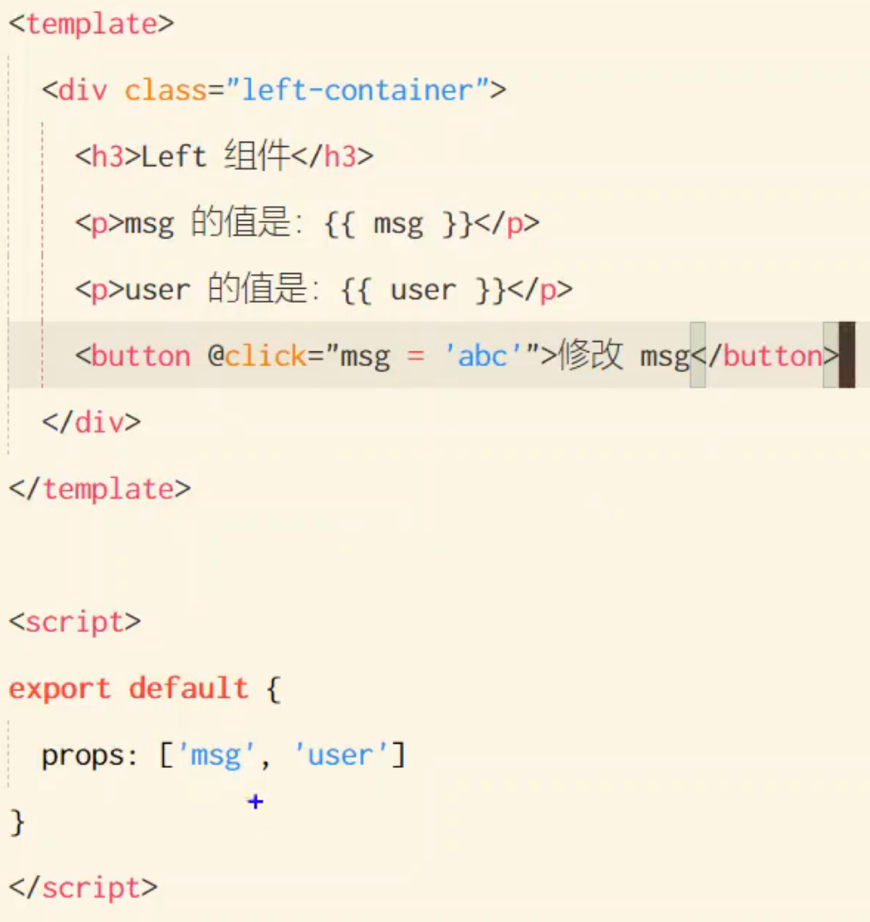 <template>
<div class="left-container">
<h3>Left 组件</h3>
<p>msg 的值是：{{ msg }}</p>
<p>user 的值是：{{ user }}</p>
<button @click="msg = 'abc'">修改 msg</button>
</div>
</template>
<script>
export default {
props: ['msg', 'user']
}
</script>